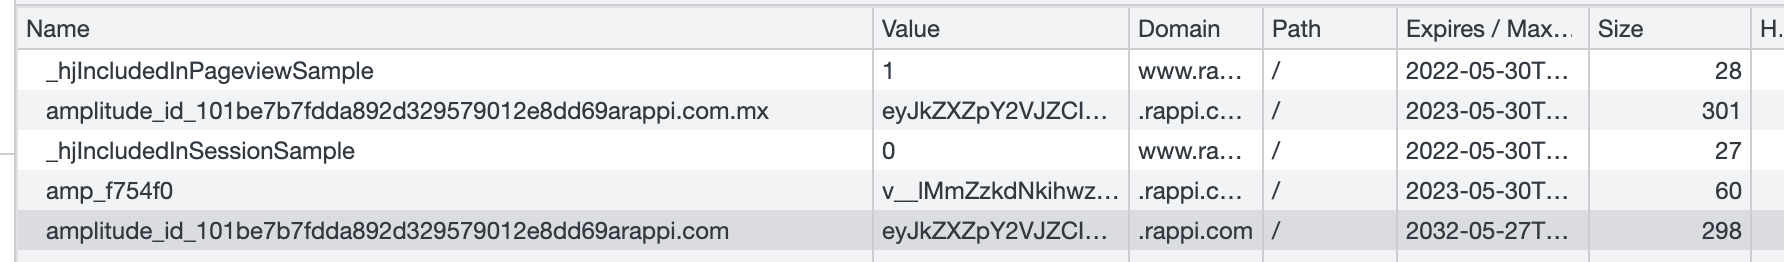 Name Value Domain Path Expires / Max... Size H.
_hjIncludedInPageviewSample 1 www.ra... / 2022-05-30T... 28
amplitude_id_101be7b7fdda892d329579012e8dd69arappi.com.mx eyJkZXZpY2VJZCI... .rappi.c... / 2023-05-30T... 301
_hjIncludedInSessionSample 0 www.ra... / 2022-05-30T... 27
amp_f754f0 v__lMmZzkdNkihwz... .rappi.c... / 2023-05-30T... 60
amplitude_id_101be7b7fdda892d329579012e8dd69arappi.com eyJkZXZpY2VJZCI... .rappi.com / 2032-05-27T... 298